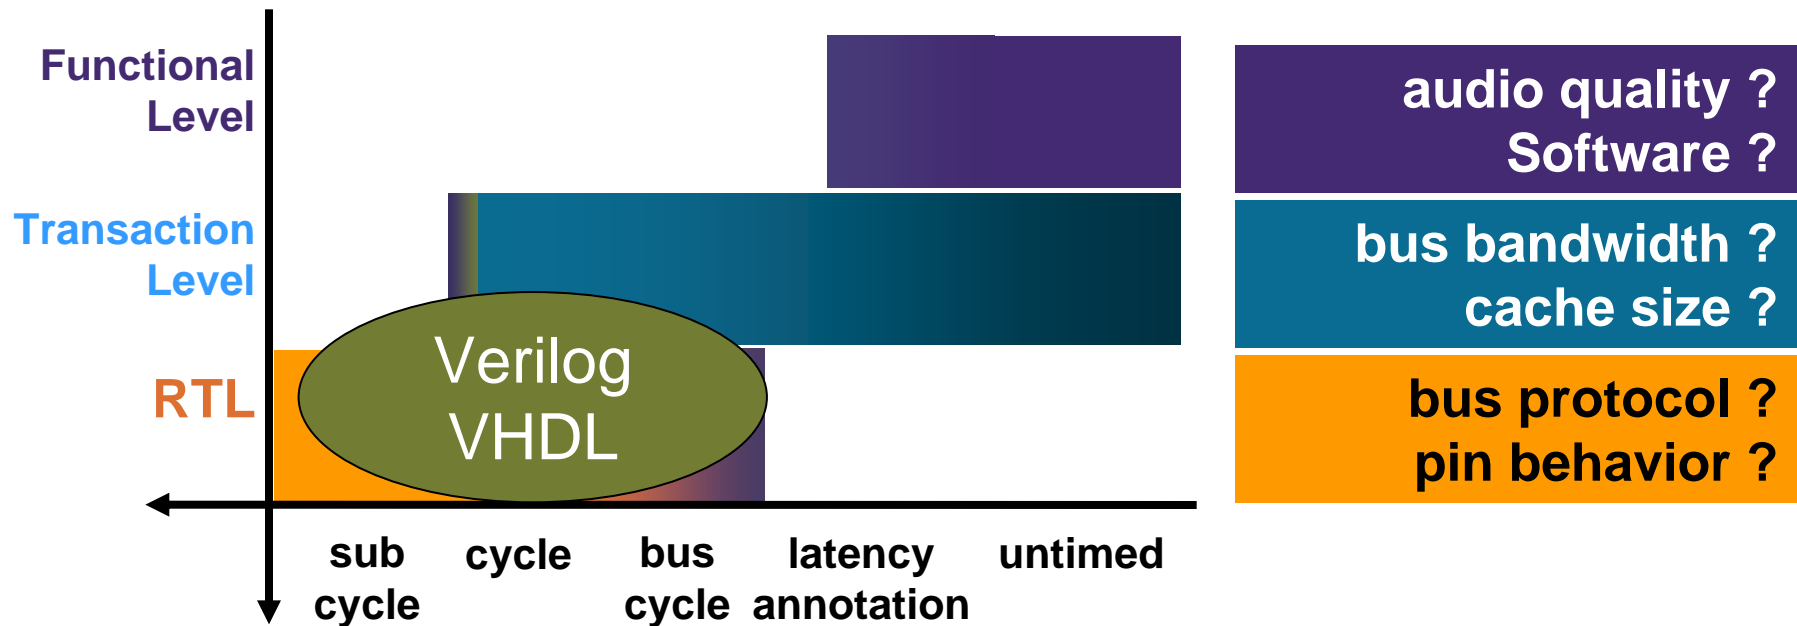 Functional
Level
audio quality ?
Software ?
Transaction
Level
bus bandwidth ?
cache size ?
RTL
Verilog
VHDL
bus protocol ?
pin behavior ?
sub
cycle
cycle
bus
cycle
latency
annotation
untimed